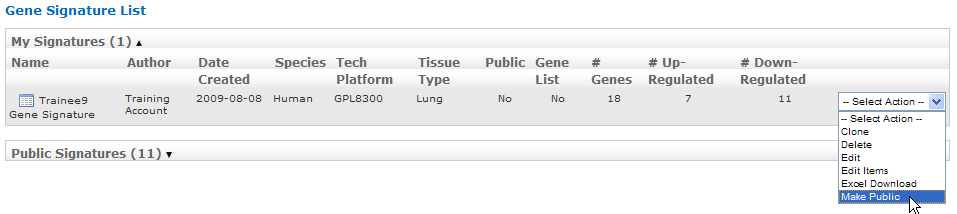 Gene Signature List
My Signatures (1) ▲
Name Author Date Created Species Tech Platform Tissue Type Public Gene List # Genes # Up-Regulated # Down-Regulated
Trainee9 Gene Signature Training Account 2009-08-08 Human GPL8300 Lung No No 18 7 11 -- Select Action --
-- Select Action --
Clone
Delete
Edit
Edit Items
Excel Download
Make Public
Public Signatures (11) ▼